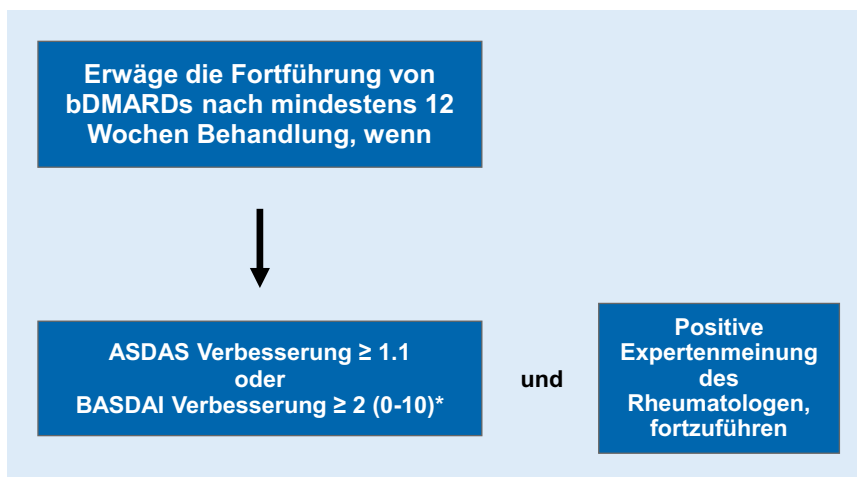 Erwäge die Fortführung von
bDMARDs nach mindestens 12
Wochen Behandlung, wenn
ASDAS Verbesserung ≥ 1.1
oder
BASDAI Verbesserung ≥ 2 (0-10)*
und
Positive
Expertenmeinung
des
Rheumatologen,
fortzuführen